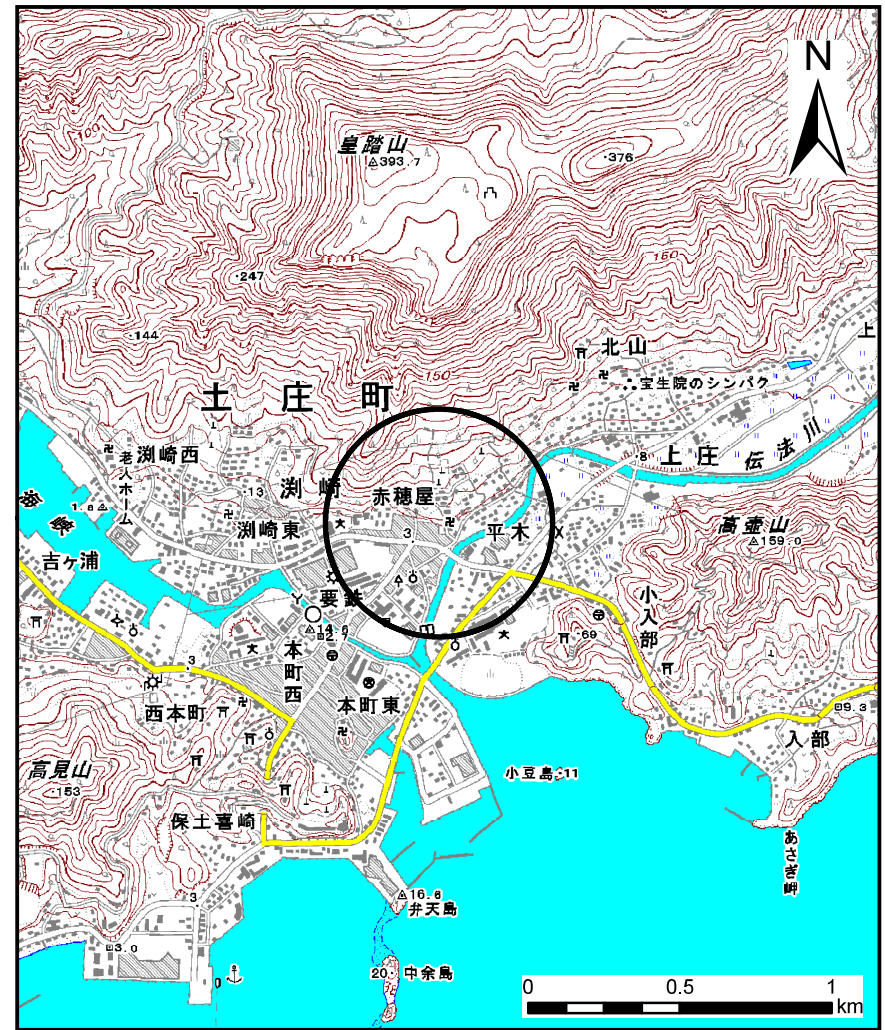 N
皇踏山
393.7
376
100
150
247
144
150
北山
宝生院のシンパク
上
土庄町
渕崎西
老人ホーム
渕崎
赤穂屋
13
8
上庄
伝法川
1.8
海峡
渕崎東
3
平木
高壺山
159.0
吉ヶ浦
要鉄
14.6
2.7
小入部
69
本町西
3
西本町
本町東
9.3
入部
高見山
153
小豆島 11
保土喜崎
あさぎ岬
16.6
弁天島
3
3.0
20
中余島
0 0.5 1
km